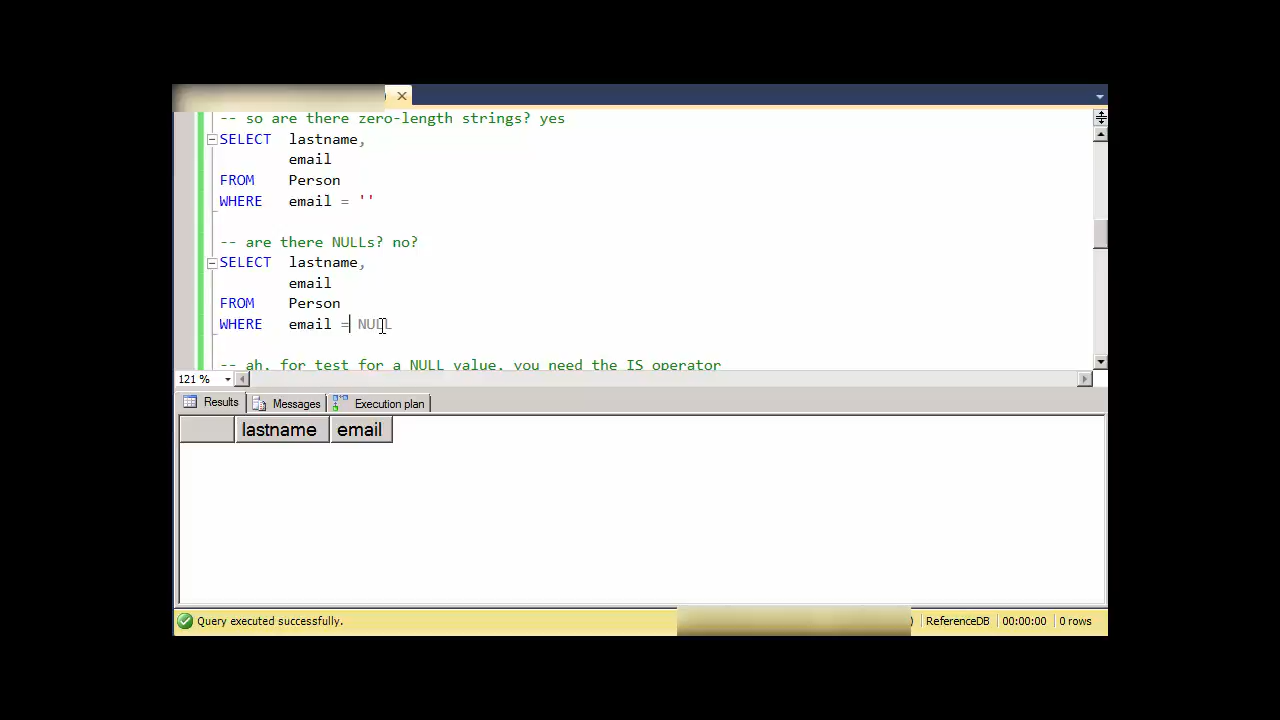 -- so are there zero-length strings? yes
SELECT lastname,
email
FROM Person
WHERE email = ''
-- are there NULLs? no?
SELECT lastname,
email
FROM Person
WHERE email = NULL
-- ah. for test for a NULL value. you need the IS operator
121 %
Results Messages Execution plan
lastname email
Query executed successfully. ) ReferenceDB 00:00:00 0 rows